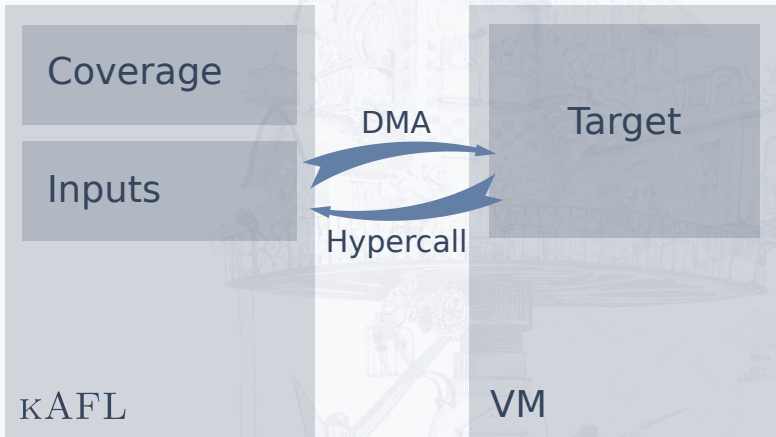 Coverage
Inputs
DMA
Hypercall
Target
KAFL
VM